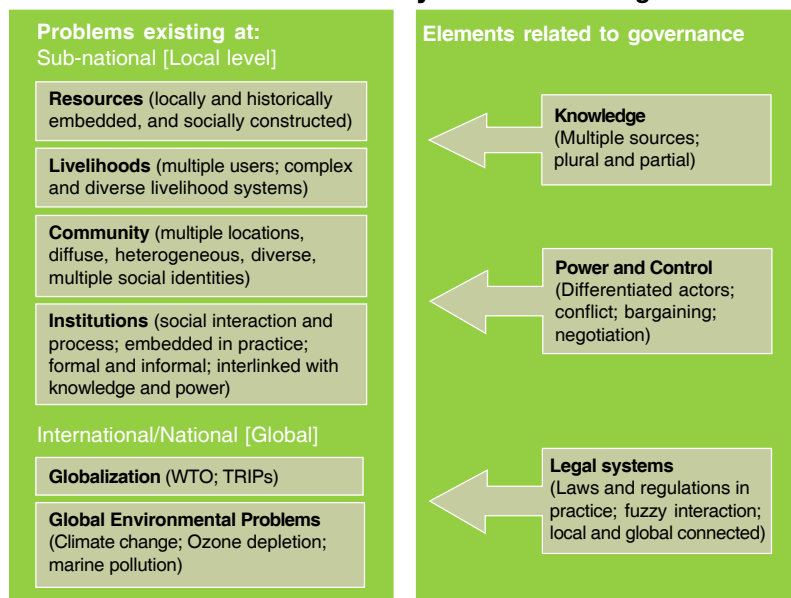 Problems existing at:
Sub-national [Local level]
Resources (locally and historically
embedded, and socially constructed)
Livelihoods (multiple users; complex
and diverse livelihood systems)
Community (multiple locations,
diffuse, heterogeneous, diverse,
multiple social identities)
Institutions (social interaction and
process; embedded in practice;
formal and informal; interlinked with
knowledge and power)
International/National [Global]
Globalization (WTO; TRIPs)
Global Environmental Problems
(Climate change; Ozone depletion;
marine pollution)
Elements related to governance
Knowledge
(Multiple sources;
plural and partial)
Power and Control
(Differentiated actors;
conflict; bargaining;
negotiation)
Legal systems
(Laws and regulations in
practice; fuzzy interaction;
local and global connected)